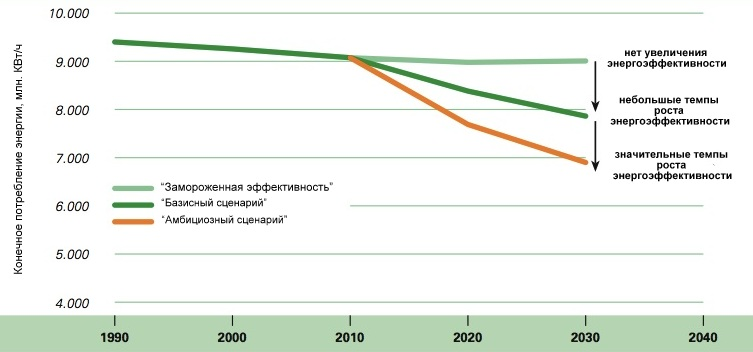 Конечное потребление энергии, млн. КВт/ч
10.000
9.000
8.000
7.000
6.000
5.000
4.000
нет увеличения
энергоэффективности
небольшые темпы
роста
энергоэффективности
значительные темпы
роста
энергоэффективности
“Замороженная эффективность”
“Базисный сценарий”
“Амбициозный сценарий”
1990
2000
2010
2020
2030
2040